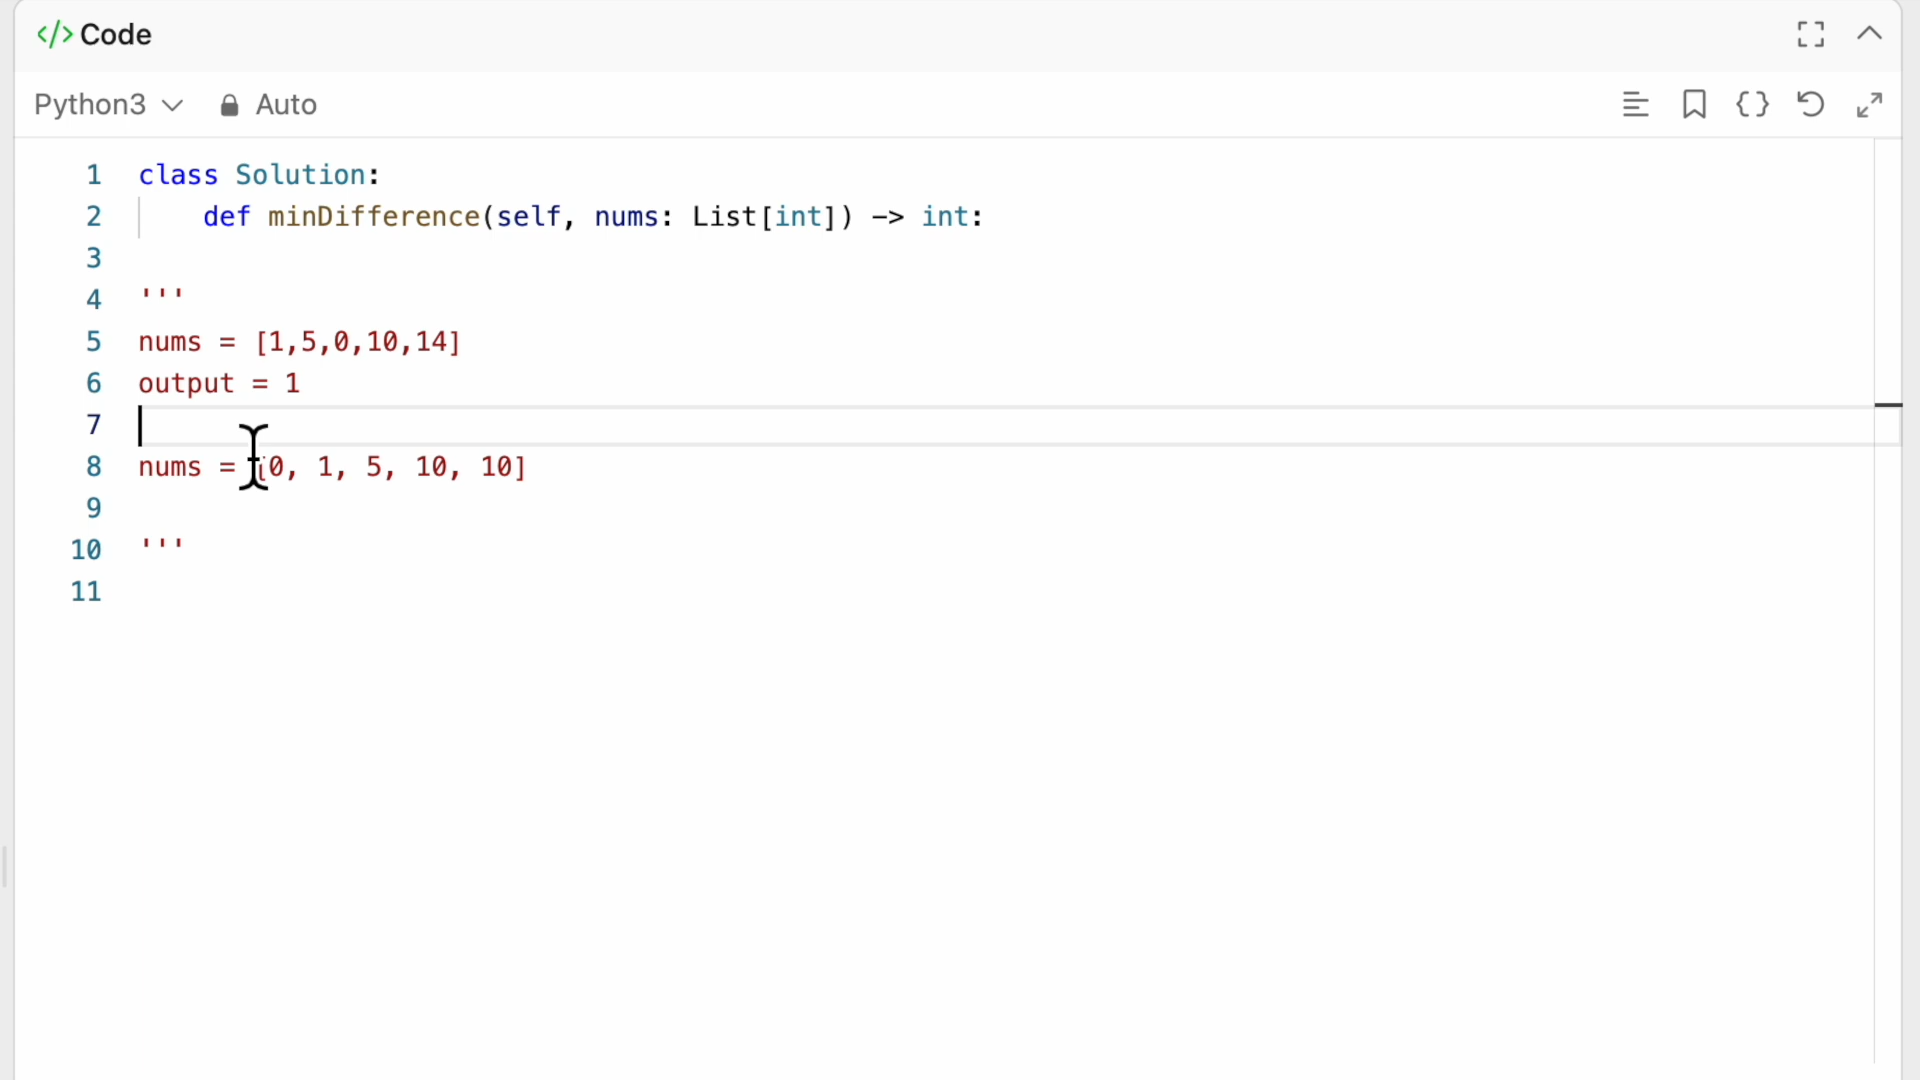 </> Code
Python3 Auto
1 class Solution:
2 def minDifference(self, nums: List[int]) -> int:
3
4 '''
5 nums = [1,5,0,10,14]
6 output = 1
7
8 nums = [0, 1, 5, 10, 10]
9
10 '''
11